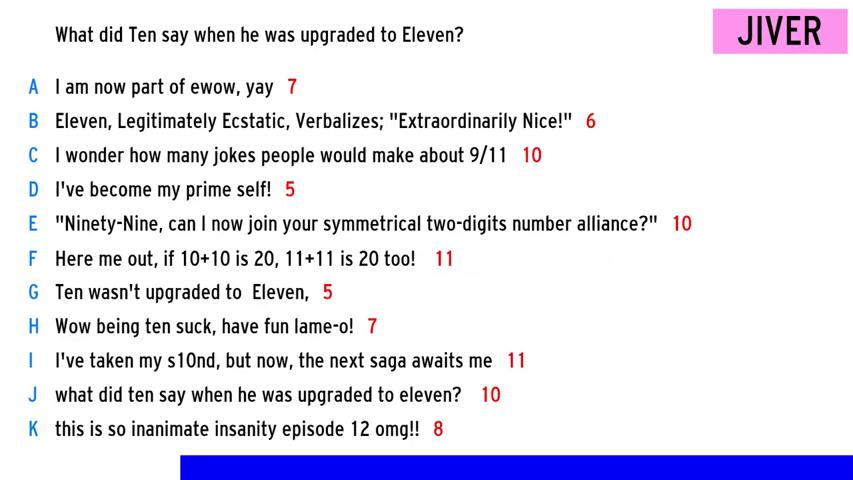 What did Ten say when he was upgraded to Eleven?
JIVER
A I am now part of ewow, yay 7
B Eleven, Legitimately Ecstatic, Verbalizes; "Extraordinarily Nice!" 6
C I wonder how many jokes people would make about 9/11 10
D I've become my prime self! 5
E "Ninety-Nine, can I now join your symmetrical two-digits number alliance?" 10
F Here me out, if 10+10 is 20, 11+11 is 20 too! 11
G Ten wasn't upgraded to  Eleven, 5
H Wow being ten suck, have fun lame-o! 7
I I've taken my s10nd, but now, the next saga awaits me 11
J what did ten say when he was upgraded to eleven? 10
K this is so inanimate insanity episode 12 omg!! 8